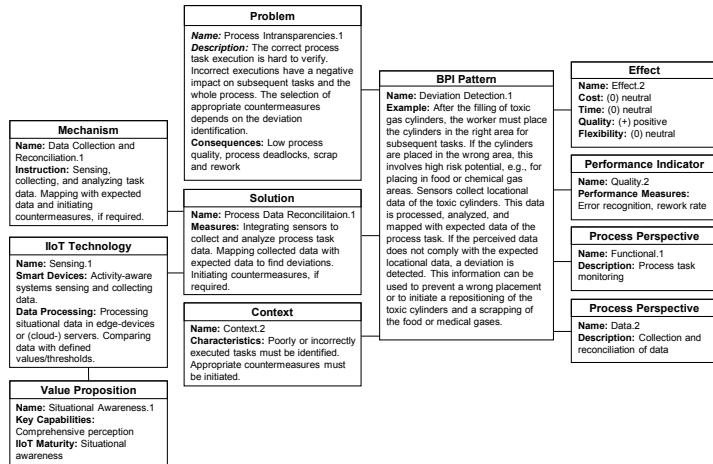 Problem
Name: Process Intransparencies.1
Description: The correct process
task execution is hard to verify.
Incorrect executions have a negative
impact on subsequent tasks and the
whole process. The selection of
appropriate countermeasures
depends on the deviation
identification.
Consequences: Low process
quality, process deadlocks, scrap
and rework
Mechanism
Name: Data Collection and
Reconciliation.1
Instruction: Sensing,
collecting, and analyzing task
data. Mapping with expected
data and initiating
countermeasures, if required.
Solution
Name: Process Data Reconcilitaion.1
Measures: Integrating sensors to
collect and analyze process task
data. Mapping collected data with
expected data to find deviations.
Initiating countermeasures, if
required.
IIoT Technology
Name: Sensing.1
Smart Devices: Activity-aware
systems sensing and collecting
data.
Data Processing: Processing
situational data in edge-devices
or (cloud-) servers. Comparing
data with defined
values/thresholds.
Context
Name: Context.2
Characteristics: Poorly or incorrectly
executed tasks must be identified.
Appropriate countermeasures must
be initiated.
Value Proposition
Name: Situational Awareness.1
Key Capabilities:
Comprehensive perception
IIoT Maturity: Situational
awareness
BPI Pattern
Name: Deviation Detection.1
Example: After the filling of toxic
gas cylinders, the worker must place
the cylinders in the right area for
subsequent tasks. If the cylinders
are placed in the wrong area, this
involves high risk potential, e.g., for
placing in food or chemical gas
areas. Sensors collect locational
data of the toxic cylinders. This data
is processed, analyzed, and
mapped with expected data of the
process task. If the perceived data
does not comply with the expected
locational data, a deviation is
detected. This information can be
used to prevent a wrong placement
or to initiate a repositioning of the
toxic cylinders and a scrapping of
the food or medical gases.
Effect
Name: Effect.2
Cost: (0) neutral
Time: (0) neutral
Quality: (+) positive
Flexibility: (0) neutral
Performance Indicator
Name: Quality.2
Performance Measures:
Error recognition, rework rate
Process Perspective
Name: Functional.1
Description: Process task
monitoring
Process Perspective
Name: Data.2
Description: Collection and
reconciliation of data